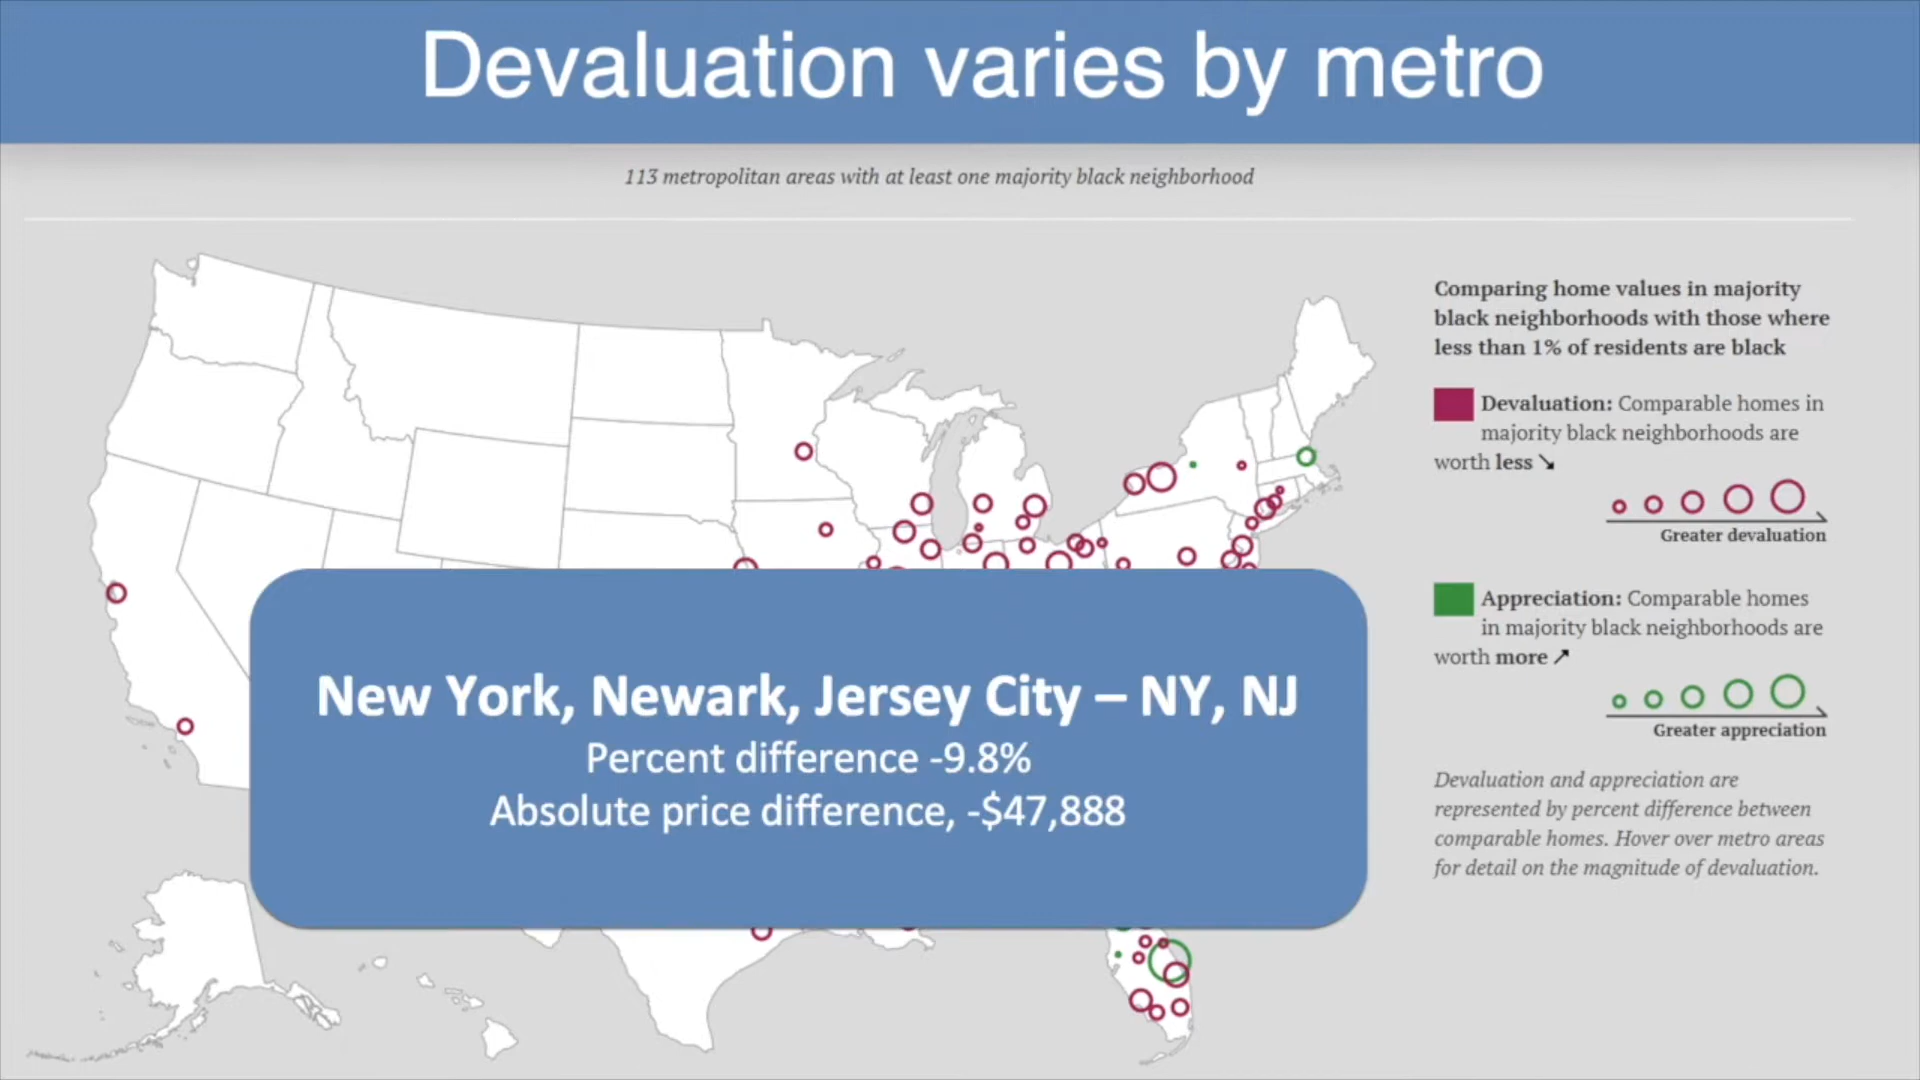 Devaluation varies by metro
113 metropolitan areas with at least one majority black neighborhood
Comparing home values in majority
black neighborhoods with those where
less than 1% of residents are black
Devaluation: Comparable homes in
majority black neighborhoods are
worth less ↘
Greater devaluation
Appreciation: Comparable homes
in majority black neighborhoods are
worth more ↗
Greater appreciation
Devaluation and appreciation are
represented by percent difference between
comparable homes. Hover over metro areas
for detail on the magnitude of devaluation.
New York, Newark, Jersey City – NY, NJ
Percent difference -9.8%
Absolute price difference, -$47,888